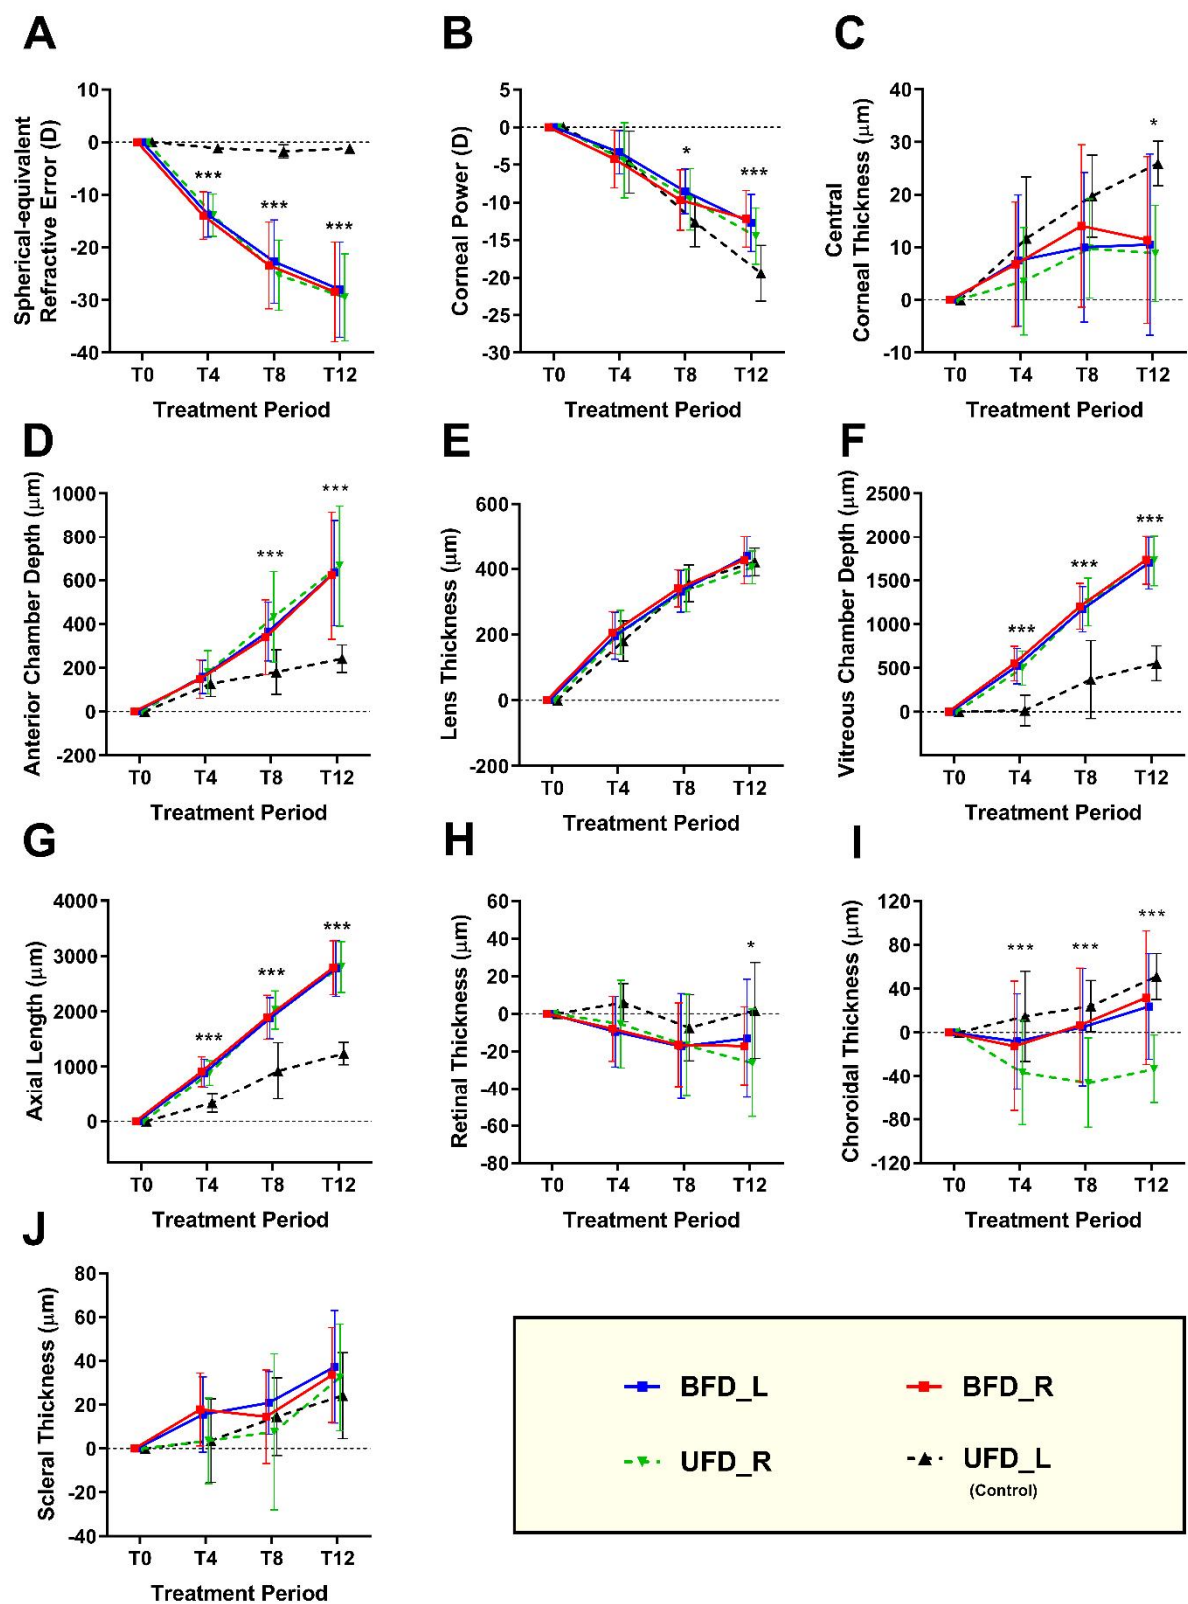 A
Spherical-equivalent
Refractive Error (D)
10
0
-10
-20
-30
-40
***
***
***
T0 T4 T8 T12
Treatment Period
B
Corneal Power (D)
5
0
-5
-10
-15
-20
-25
-30
*
***
T0 T4 T8 T12
Treatment Period
C
Central
Corneal Thickness (μm)
40
30
20
10
0
-10
*
T0 T4 T8 T12
Treatment Period
D
Anterior Chamber Depth (μm)
1000
800
600
400
200
0
-200
***
***
T0 T4 T8 T12
Treatment Period
E
Lens Thickness (μm)
600
400
200
0
-200
T0 T4 T8 T12
Treatment Period
F
Vitreous Chamber Depth (μm)
2500
2000
1500
1000
500
0
***
***
***
T0 T4 T8 T12
Treatment Period
G
Axial Length (μm)
4000
3000
2000
1000
0
***
***
***
T0 T4 T8 T12
Treatment Period
H
Retinal Thickness (μm)
60
40
20
0
-20
-40
-60
-80
*
T0 T4 T8 T12
Treatment Period
I
Choroidal Thickness (μm)
120
80
40
0
-40
-80
-120
***
***
***
T0 T4 T8 T12
Treatment Period
J
Scleral Thickness (μm)
80
60
40
20
0
-20
-40
T0 T4 T8 T12
Treatment Period
BFD_L
BFD_R
UFD_R
UFD_L
(Control)